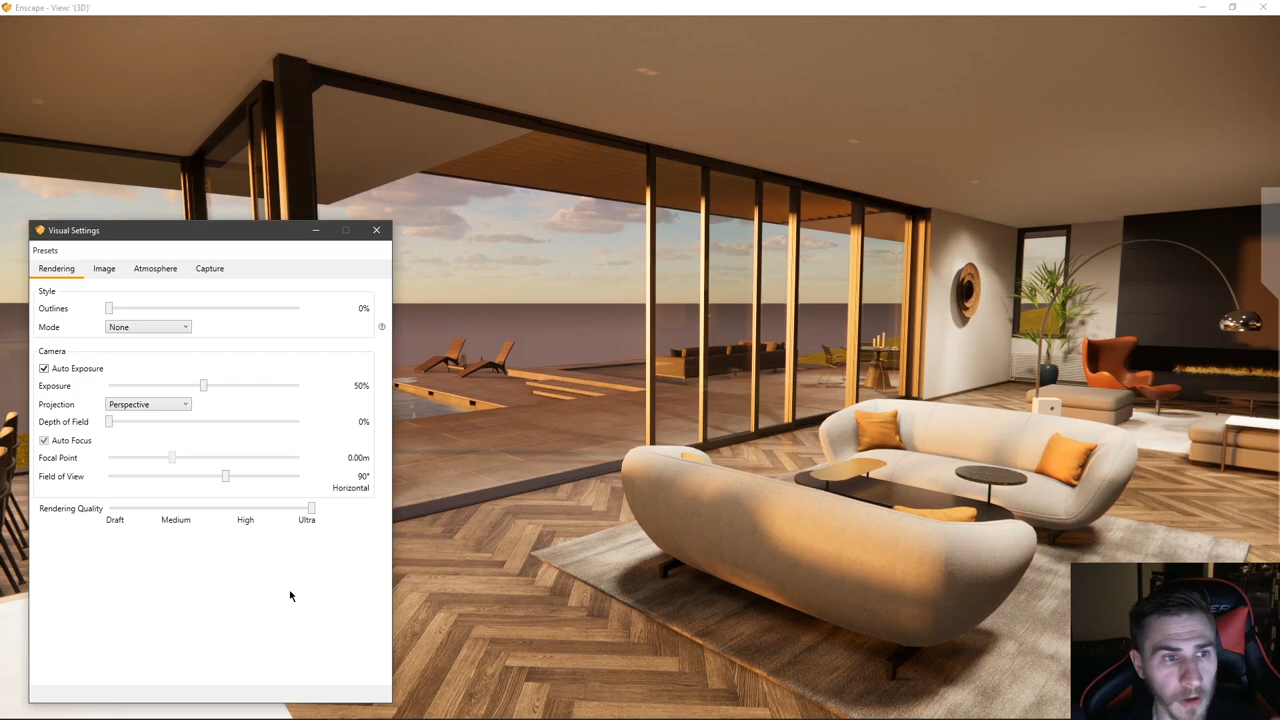 Enscape - View: '{3D}'
Visual Settings
Presets
Rendering Image Atmosphere Capture
Style
Outlines 0%
Mode None
Camera
Auto Exposure
Exposure 50%
Projection Perspective
Depth of Field 0%
Auto Focus
Focal Point 0.00m
Field of View 90°
Horizontal
Rendering Quality
Draft Medium High Ultra